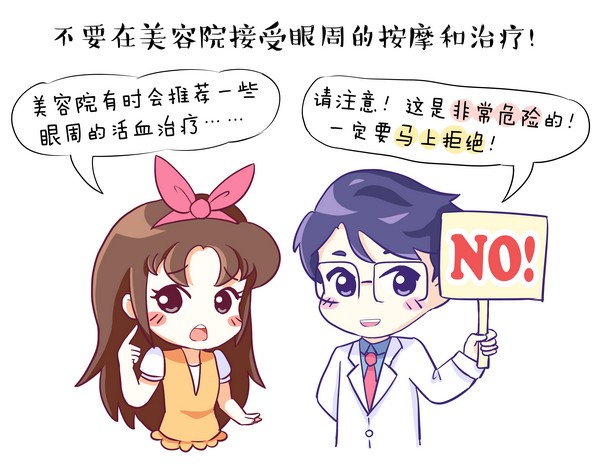 不要在美容院接受眼周的按摩和治疗！
美容院有时会推荐一些
眼周的活血治疗……
请注意！这是非常危险的！
一定要马上拒绝！
NO!